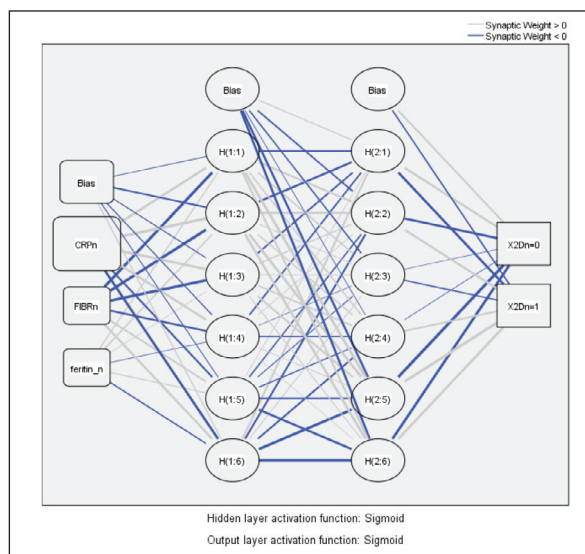 Synaptic Weight > 0
Synaptic Weight < 0
Bias
Bias
H(1:1)
H(2:1)
Bias
H(1:2)
H(2:2)
CRPn
X2Dn=0
H(1:3)
H(2:3)
FIBRn
X2Dn=1
H(1:4)
H(2:4)
feritin_n
H(1:5)
H(2:5)
H(1:6)
H(2:6)
Hidden layer activation function: Sigmoid
Output layer activation function: Sigmoid